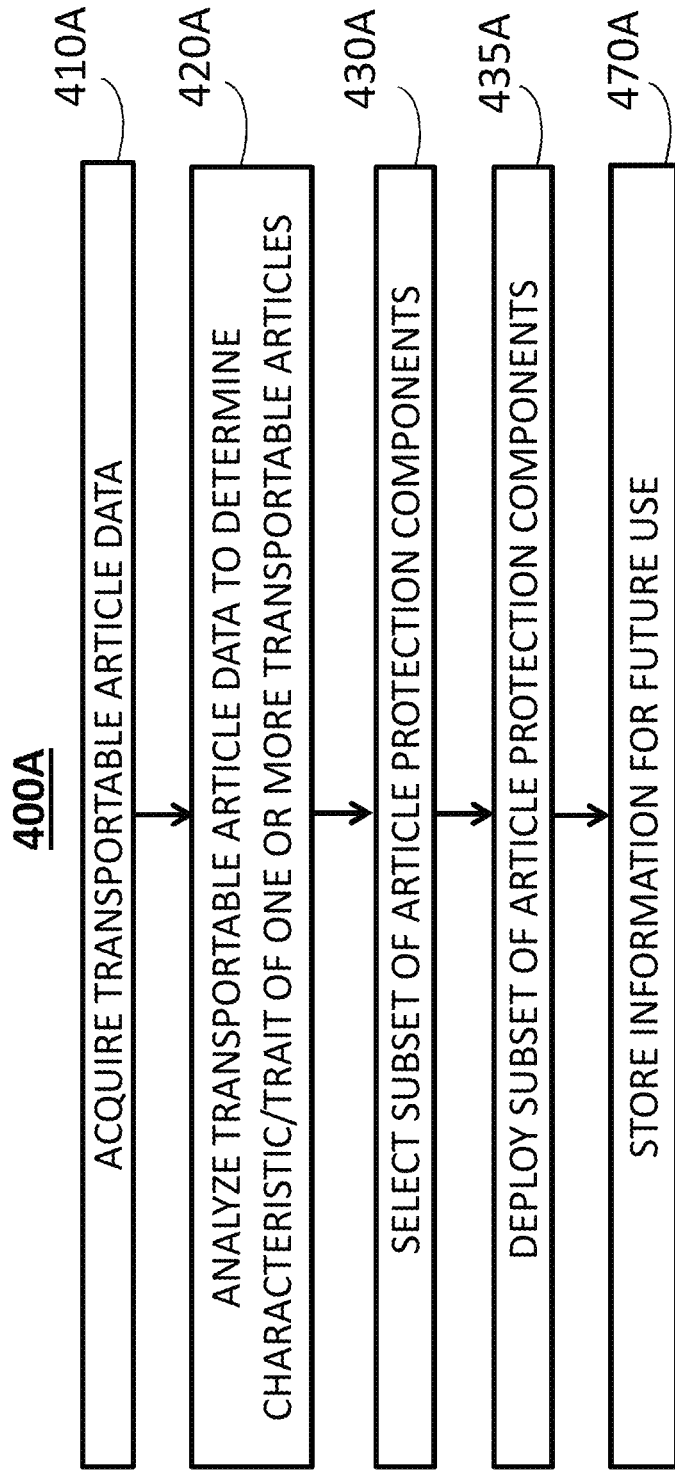 400A
ACQUIRE TRANSPORTABLE ARTICLE DATA
410A
ANALYZE TRANSPORTABLE ARTICLE DATA TO DETERMINE
CHARACTERISTIC/TRAIT OF ONE OR MORE TRANSPORTABLE ARTICLES
420A
SELECT SUBSET OF ARTICLE PROTECTION COMPONENTS
430A
DEPLOY SUBSET OF ARTICLE PROTECTION COMPONENTS
435A
STORE INFORMATION FOR FUTURE USE
470A